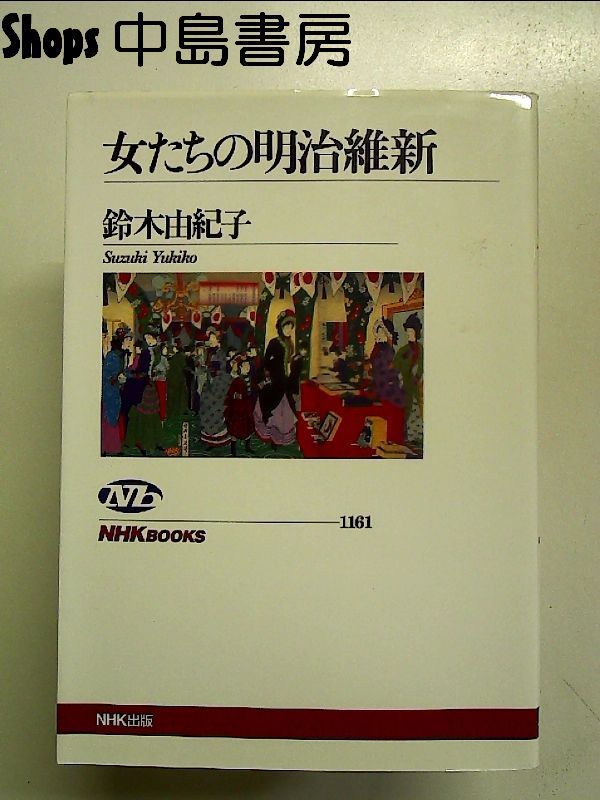 Shops 中島書房
女たちの明治維新
鈴木由紀子
Suzuki Yukiko
Nb
1161
NHKBOOKS
NHK出版